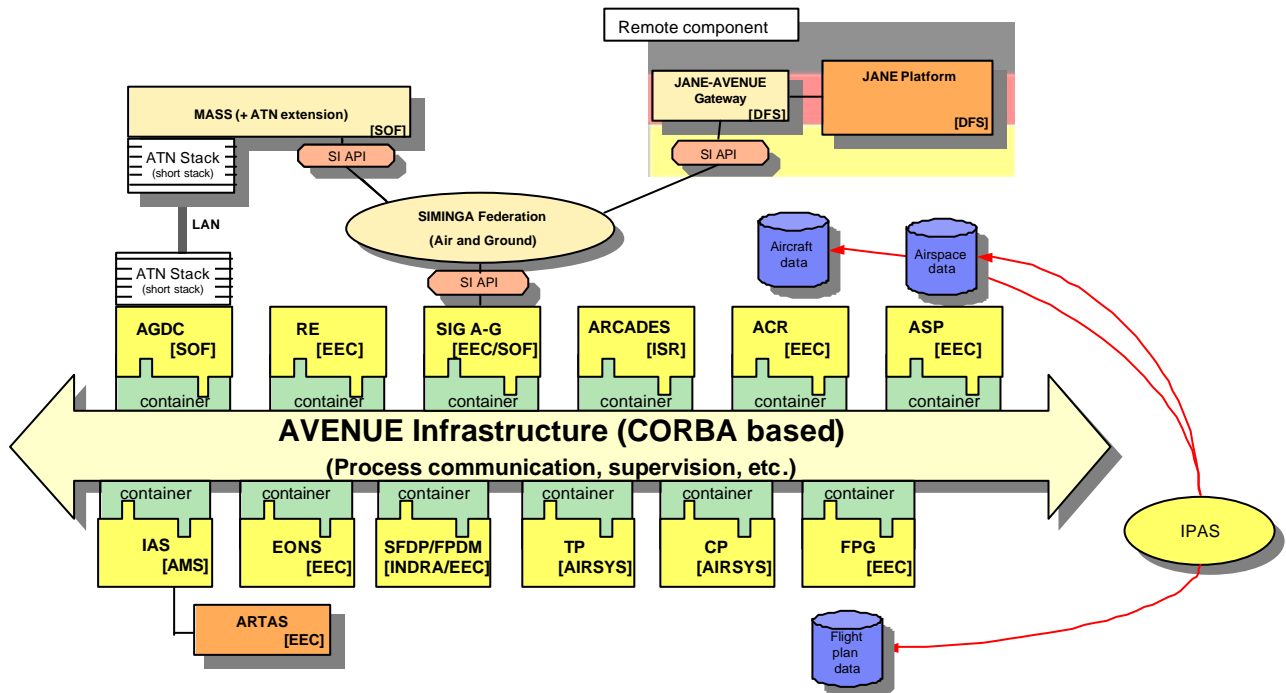 Remote component
JANE-AVENUE
Gateway
[DFS]
JANE Platform
[DFS]
MASS (+ ATN extension)
[SOF]
ATN Stack
(short stack)
SI API
SI API
LAN
SIMINGA Federation
(Air and Ground)
ATN Stack
(short stack)
SI API
Aircraft
data
Airspace
data
AGDC
[SOF]
RE
[EEC]
SIG A-G
[EEC/SOF]
ARCADES
[ISR]
ACR
[EEC]
ASP
[EEC]
container
container
container
container
container
container
AVENUE Infrastructure (CORBA based)
(Process communication, supervision, etc.)
container
container
container
container
container
container
IAS
[AMS]
EONS
[EEC]
SFDP/FPDM
[INDRA/EEC]
TP
[AIRSYS]
CP
[AIRSYS]
FPG
[EEC]
IPAS
ARTAS
[EEC]
Flight
plan
data